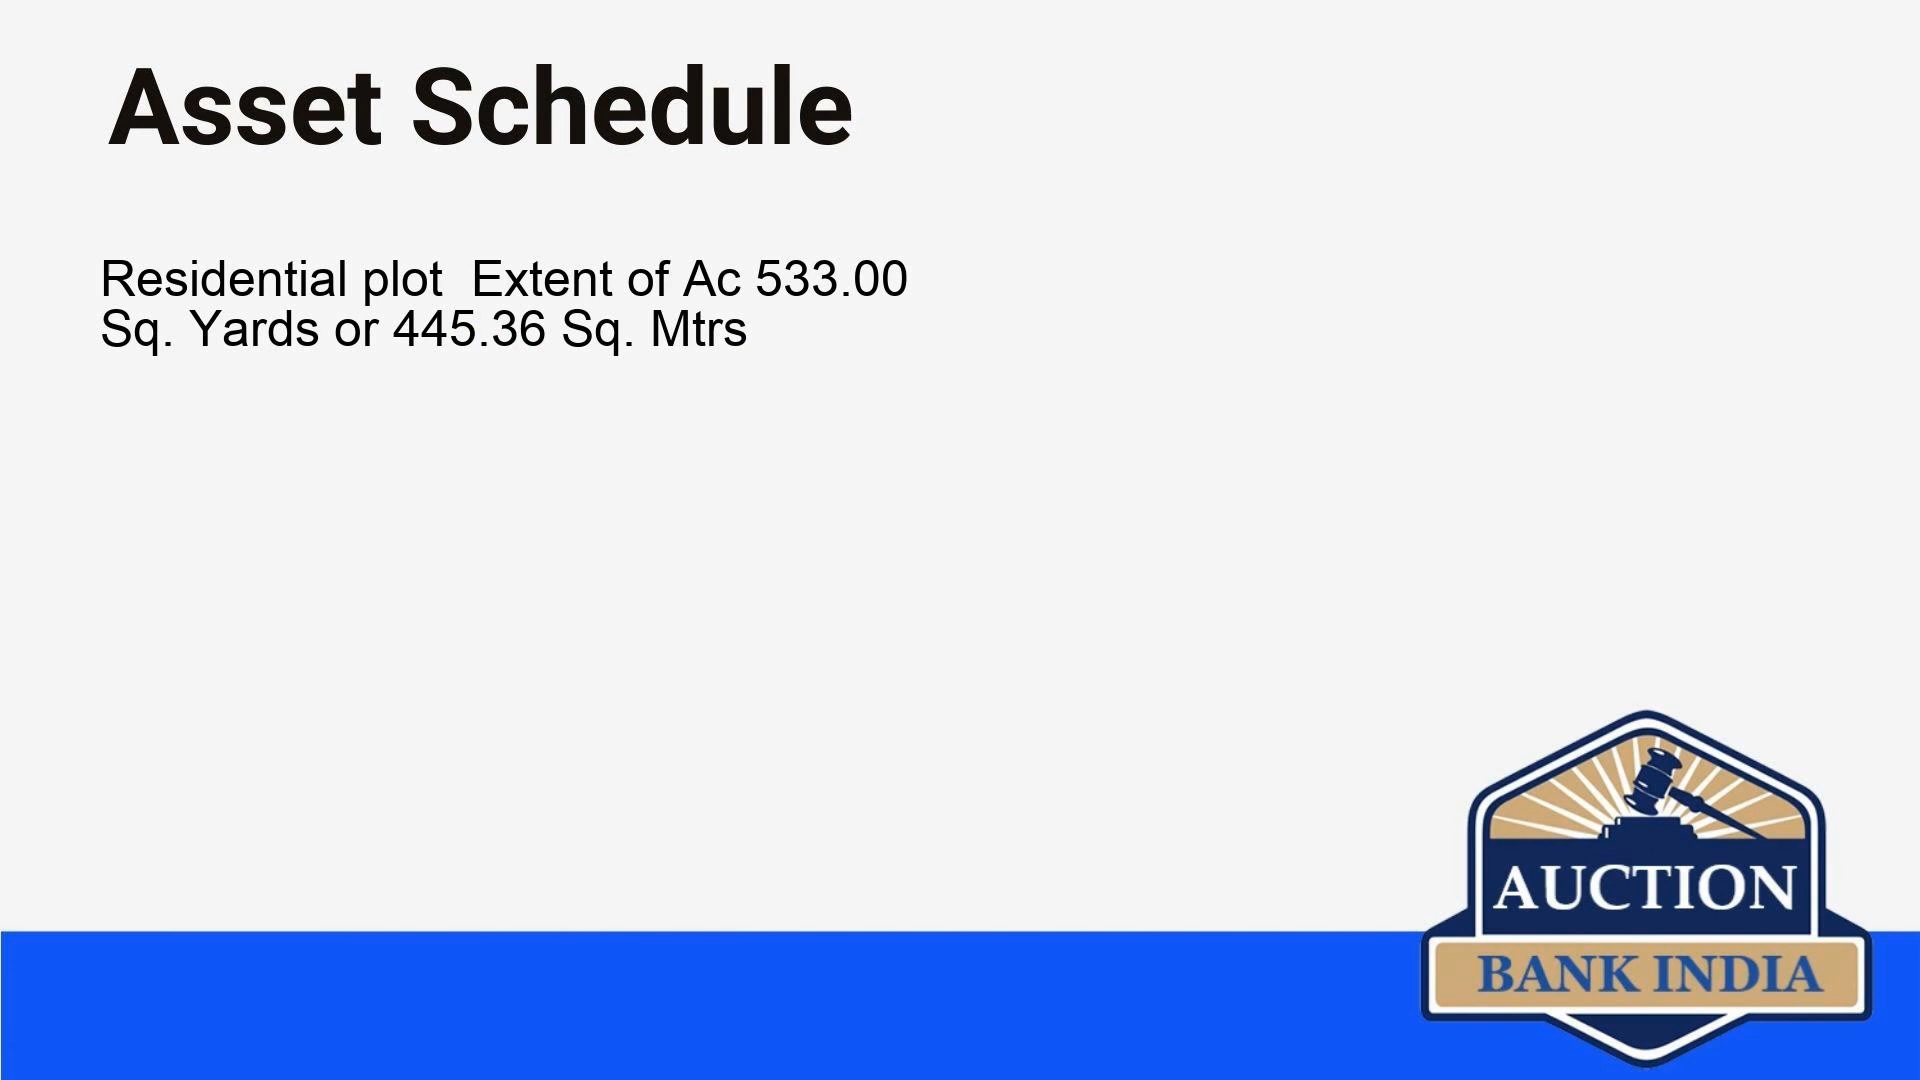 Asset Schedule
Residential plot  Extent of Ac 533.00
Sq. Yards or 445.36 Sq. Mtrs
AUCTION
BANK INDIA